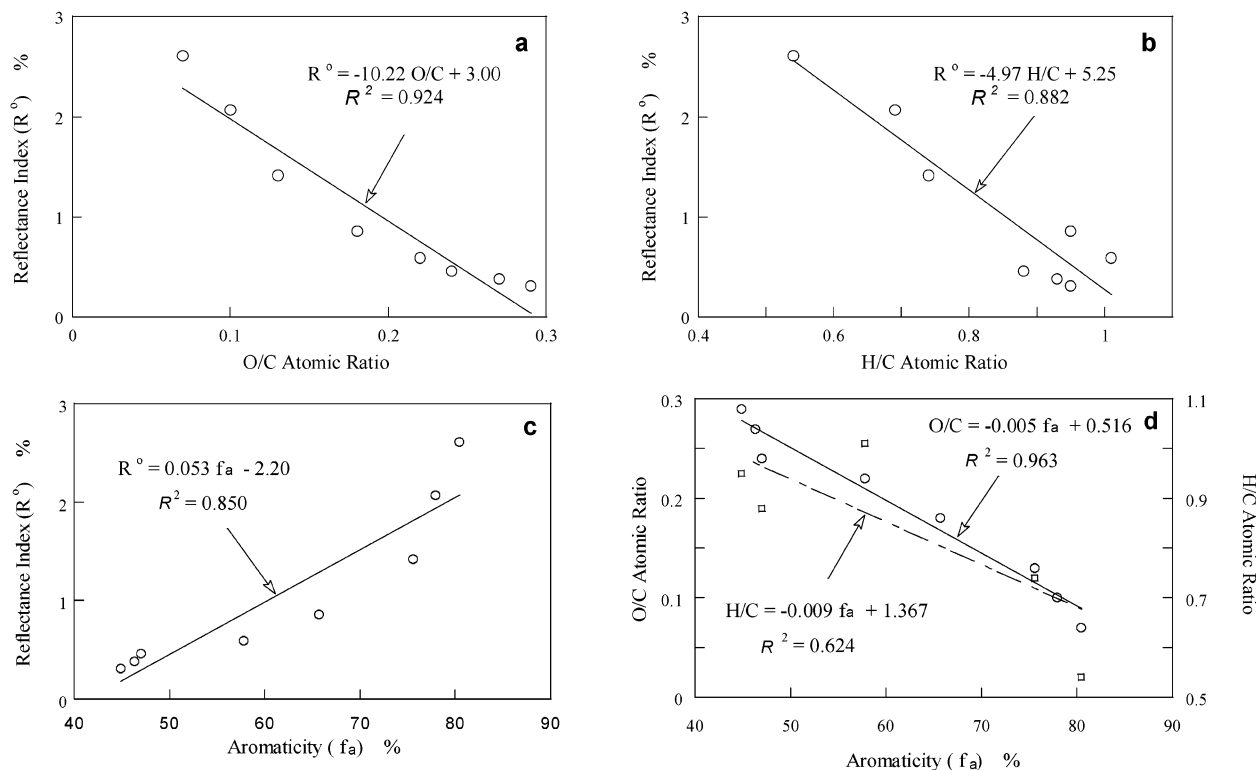 a
Reflectance Index (R°) %
3
2
1
0
R° = -10.22 O/C + 3.00
R² = 0.924
0 0.1 0.2 0.3
O/C Atomic Ratio
b
Reflectance Index (R°) %
3
2
1
0
R° = -4.97 H/C + 5.25
R² = 0.882
0.4 0.6 0.8 1
H/C Atomic Ratio
c
Reflectance Index (R°) %
3
2
1
0
R° = 0.053 fa - 2.20
R² = 0.850
40 50 60 70 80 90
Aromaticity ( fa) %
d
O/C Atomic Ratio
0.3
0.2
0.1
0
O/C = -0.005 fa + 0.516
R² = 0.963
H/C = -0.009 fa + 1.367
R² = 0.624
1.1
0.9
0.7
0.5
H/C Atomic Ratio
40 50 60 70 80 90
Aromaticity ( fa) %